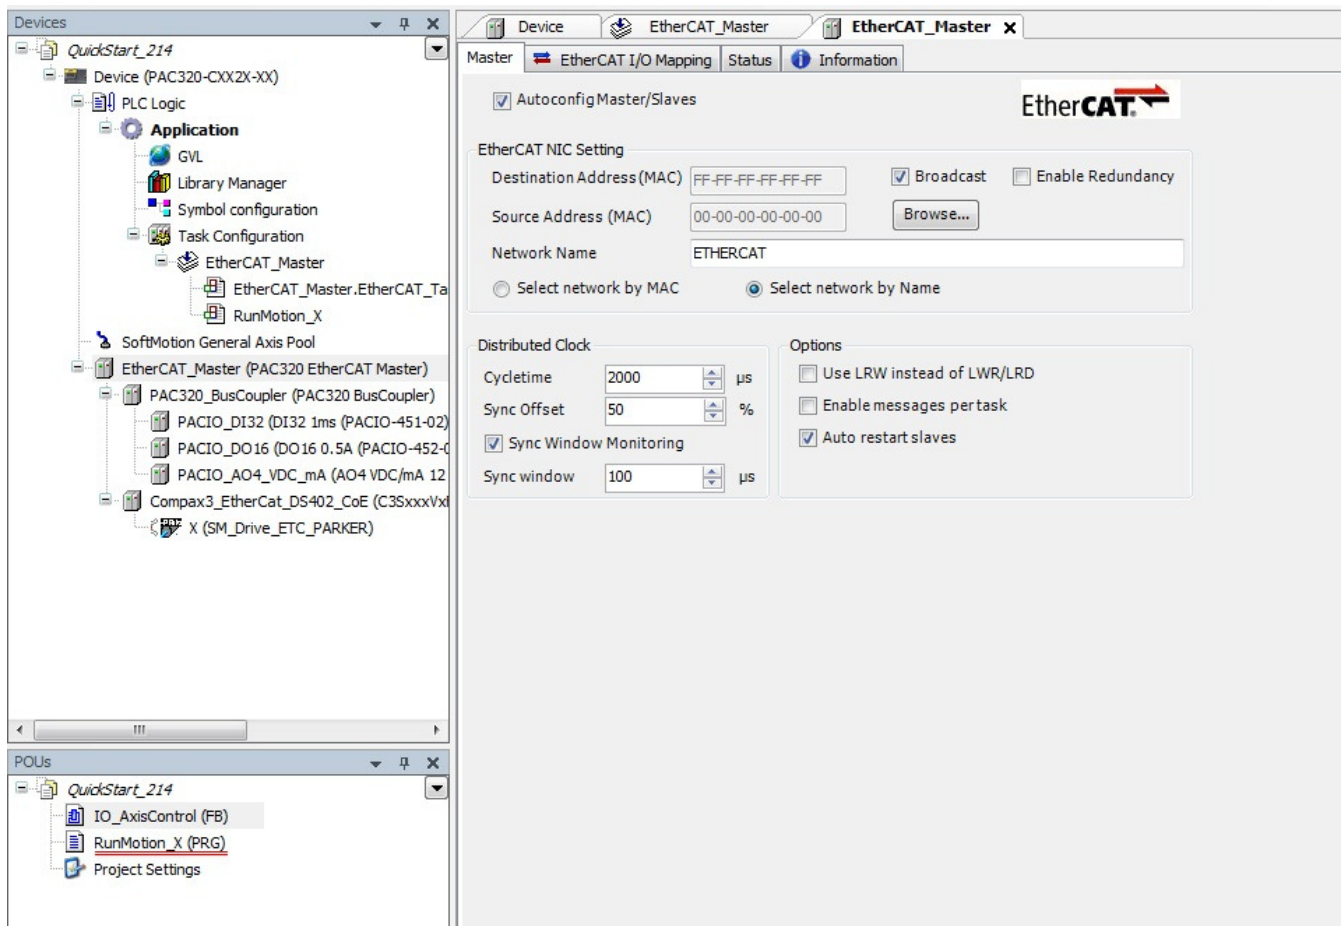 Devices
QuickStart_214
Device (PAC320-CXX2X-XX)
PLC Logic
Application
GVL
Library Manager
Symbol configuration
Task Configuration
EtherCAT_Master
EtherCAT_Master.EtherCAT_Ta
RunMotion_X
SoftMotion General Axis Pool
EtherCAT_Master (PAC320 EtherCAT Master)
PAC320_BusCoupler (PAC320 BusCoupler)
PACIO_DI32 (DI32 1ms (PACIO-451-02)
PACIO_DO16 (DO16 0.5A (PACIO-452-0
PACIO_AO4_VDC_mA (AO4 VDC/mA 12
Compax3_EtherCat_DS402_CoE (C3SxxxVxl
X (SM_Drive_ETC_PARKER)
POUs
QuickStart_214
IO_AxisControl (FB)
RunMotion_X (PRG)
Project Settings
Device EtherCAT_Master EtherCAT_Master
Master EtherCAT I/O Mapping Status Information
Autoconfig Master/Slaves
EtherCAT.
EtherCAT NIC Setting
Destination Address (MAC) FF-FF-FF-FF-FF-FF Broadcast Enable Redundancy
Source Address (MAC) 00-00-00-00-00-00 Browse...
Network Name ETHERCAT
Select network by MAC Select network by Name
Distributed Clock
Cycletime 2000 µs
Sync Offset 50 %
Sync Window Monitoring
Sync window 100 µs
Options
Use LRW instead of LWR/LRD
Enable messages per task
Auto restart slaves